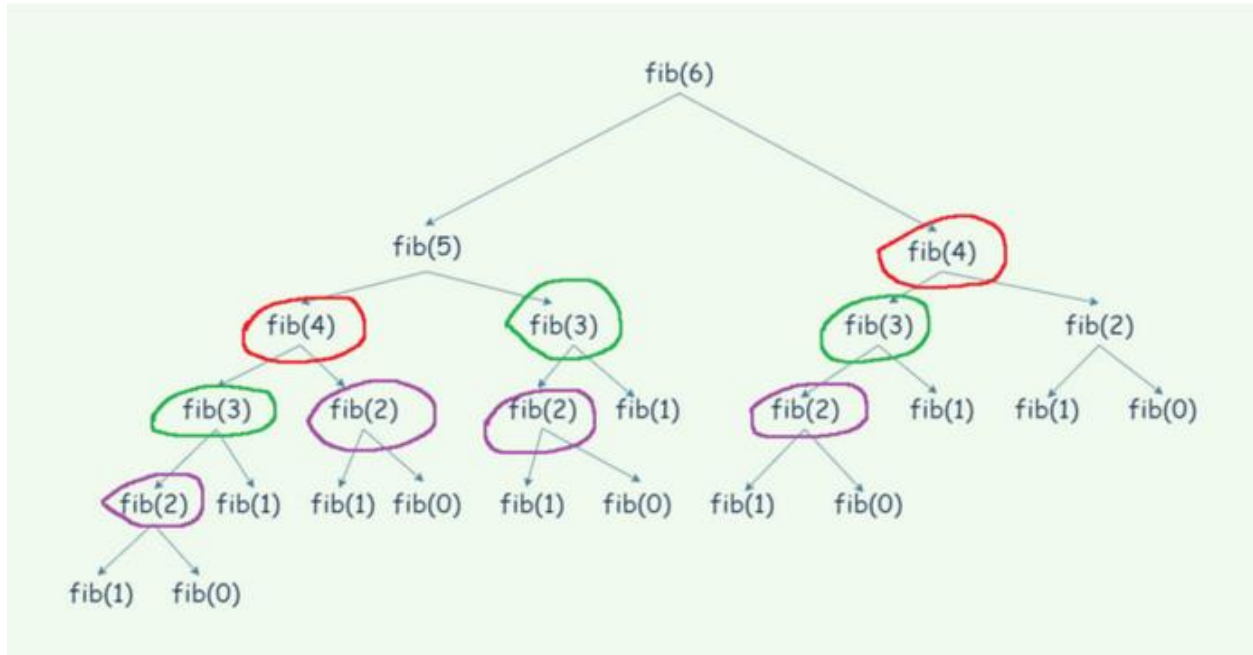 fib(6)
fib(5) fib(4)
fib(4) fib(3) fib(3) fib(2)
fib(3) fib(2) fib(2) fib(1) fib(2) fib(1) fib(1) fib(0)
fib(2) fib(1) fib(1) fib(0) fib(1) fib(0) fib(1) fib(0)
fib(1) fib(0)